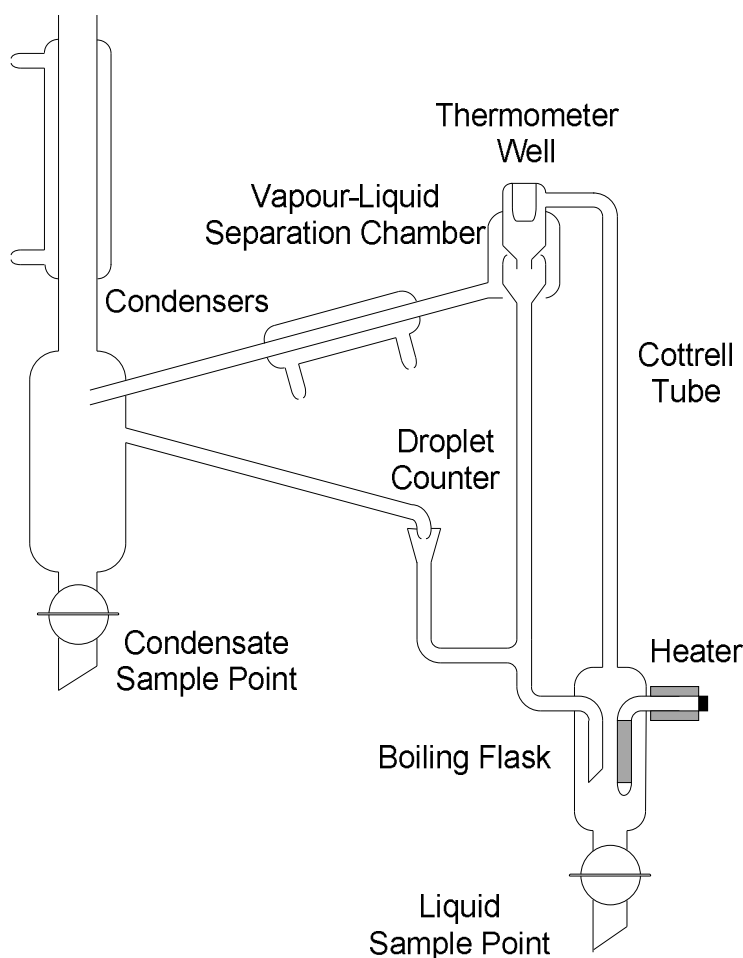 Thermometer
Well
Vapour-Liquid
Separation Chamber
Condensers
Cottrell
Tube
Droplet
Counter
Condensate
Sample Point
Heater
Boiling Flask
Liquid
Sample Point